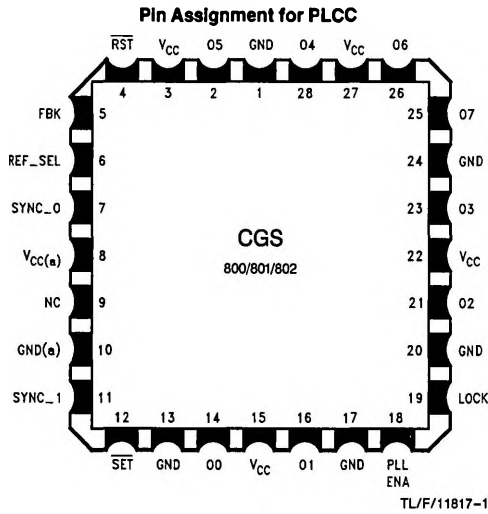 Pin Assignment for PLCC
RST VCC O5 GND O4 VCC O6
4 3 2 1 28 27 26
FBK 5 25 O7
REF_SEL 6 24 GND
SYNC_0 7 23 O3
CGS
800/801/802
VCC(a) 8 22 VCC
NC 9 21 O2
GND(a) 10 20 GND
SYNC_1 11 19 LOCK
12 13 14 15 16 17 18
SET GND O0 VCC O1 GND PLL
ENA
TL/F/11817-1